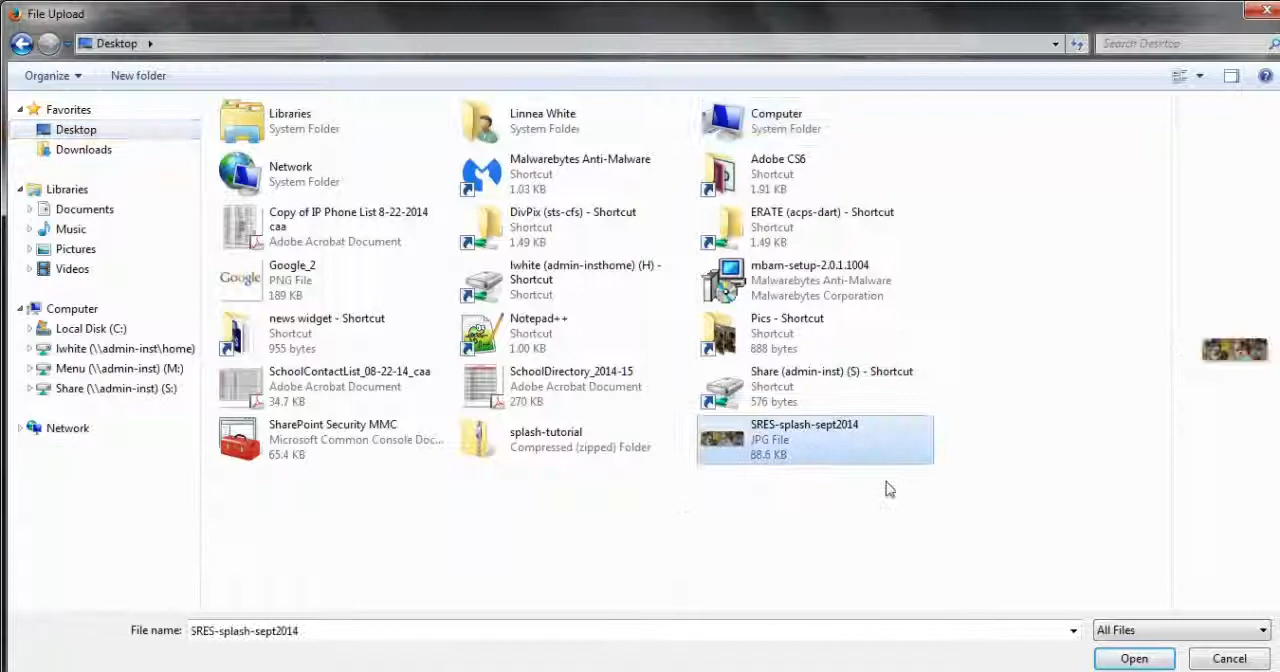 File Upload
Desktop
Search Desktop
Organize
New folder
Favorites
Desktop
Downloads
Libraries
Documents
Music
Pictures
Videos
Computer
Local Disk (C:)
lwhite (\\admin-inst\home)
Menu (\\admin-inst) (M:)
Share (\\admin-inst) (S:)
Network
Libraries
System Folder
Linnea White
System Folder
Computer
System Folder
Network
System Folder
Malwarebytes Anti-Malware
Shortcut
1.03 KB
Adobe CS6
Shortcut
1.91 KB
Copy of IP Phone List 8-22-2014
caa
Adobe Acrobat Document
DivPix (sts-cfs) - Shortcut
Shortcut
1.49 KB
ERATE (acps-dart) - Shortcut
Shortcut
1.49 KB
Google
Google_2
PNG File
189 KB
lwhite (admin-insthome) (H) -
Shortcut
Shortcut
mbam-setup-2.0.1.1004
Malwarebytes Anti-Malware
Malwarebytes Corporation
news widget - Shortcut
Shortcut
955 bytes
Notepad++
Shortcut
1.00 KB
Pics - Shortcut
Shortcut
888 bytes
SchoolContactList_08-22-14_caa
Adobe Acrobat Document
34.7 KB
SchoolDirectory_2014-15
Adobe Acrobat Document
270 KB
Share (admin-inst) (S) - Shortcut
Shortcut
576 bytes
SharePoint Security MMC
Microsoft Common Console Doc...
65.4 KB
splash-tutorial
Compressed (zipped) Folder
SRES-splash-sept2014
JPG File
88.6 KB
File name: SRES-splash-sept2014
All Files
Open
Cancel